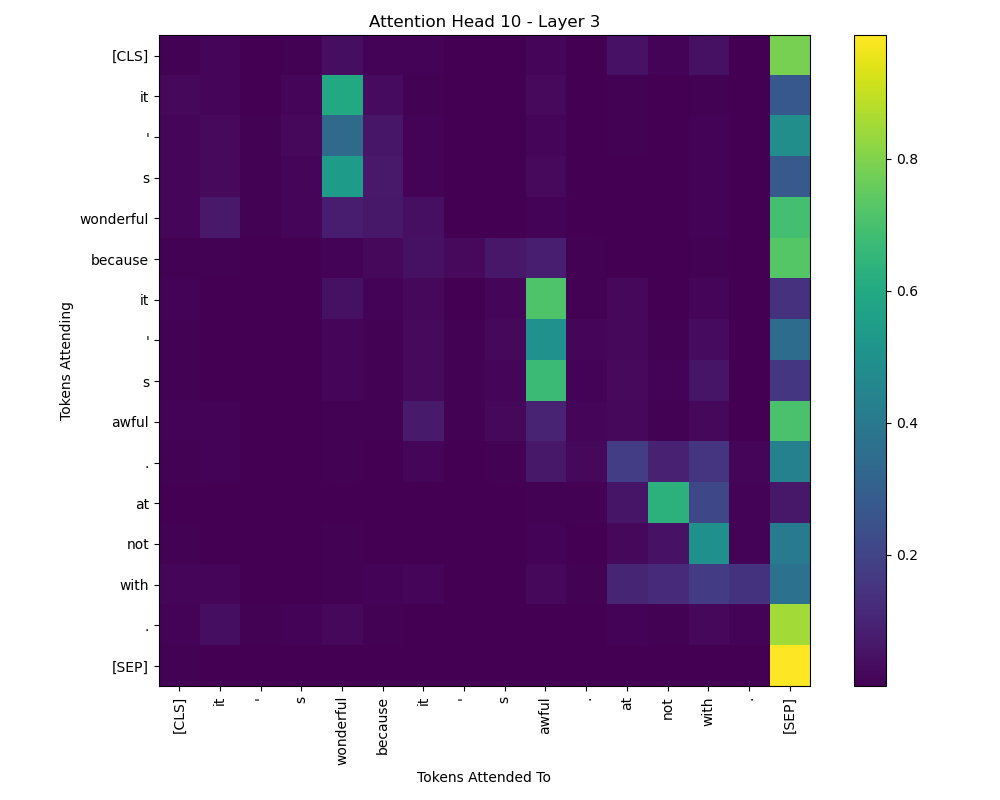 Attention Head 10 - Layer 3
Tokens Attending
[CLS]
it
'
s
wonderful
because
it
'
s
awful
.
at
not
with
.
[SEP]
[CLS]
it
'
s
wonderful
because
it
'
s
awful
.
at
not
with
.
[SEP]
Tokens Attended To
0.8
0.6
0.4
0.2